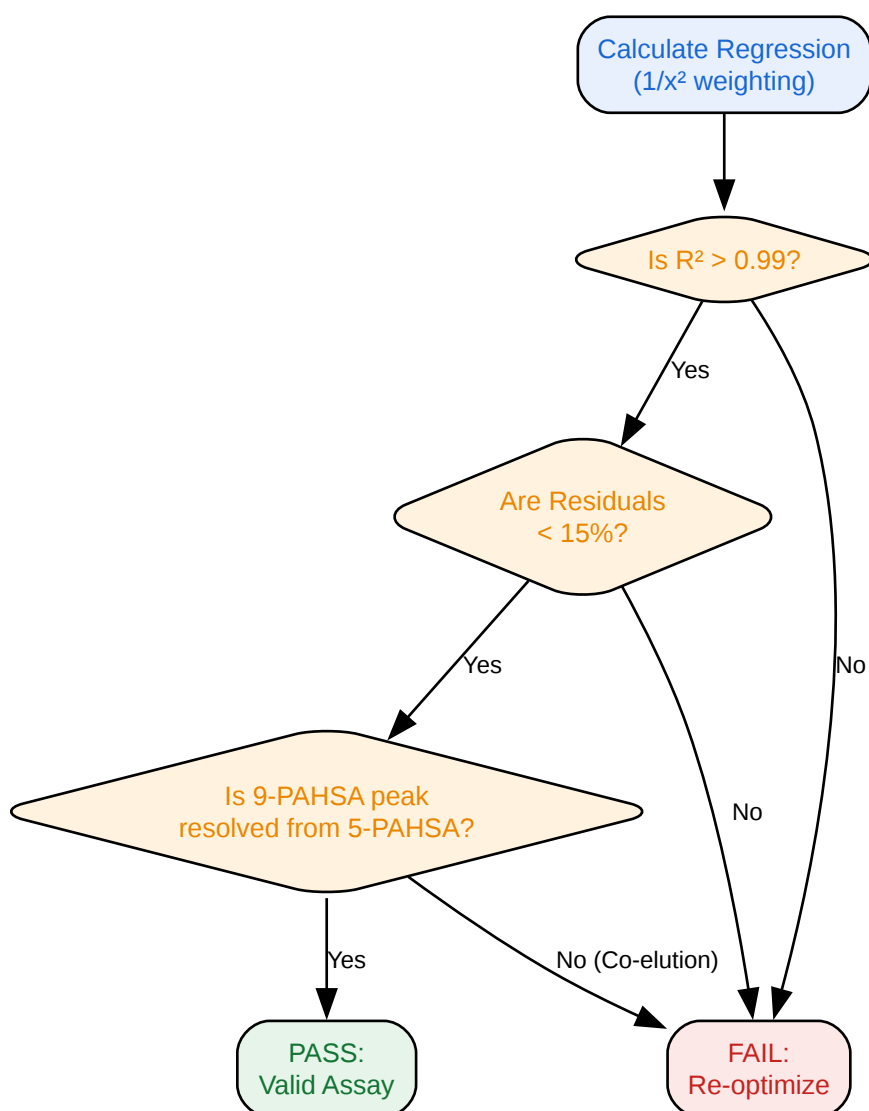 Calculate Regression
(1/x² weighting)
Is R² > 0.99?
Yes
Are Residuals
< 15%?
Yes
No
Is 9-PAHSA peak
resolved from 5-PAHSA?
No
Yes
No (Co-elution)
PASS:
Valid Assay
FAIL:
Re-optimize